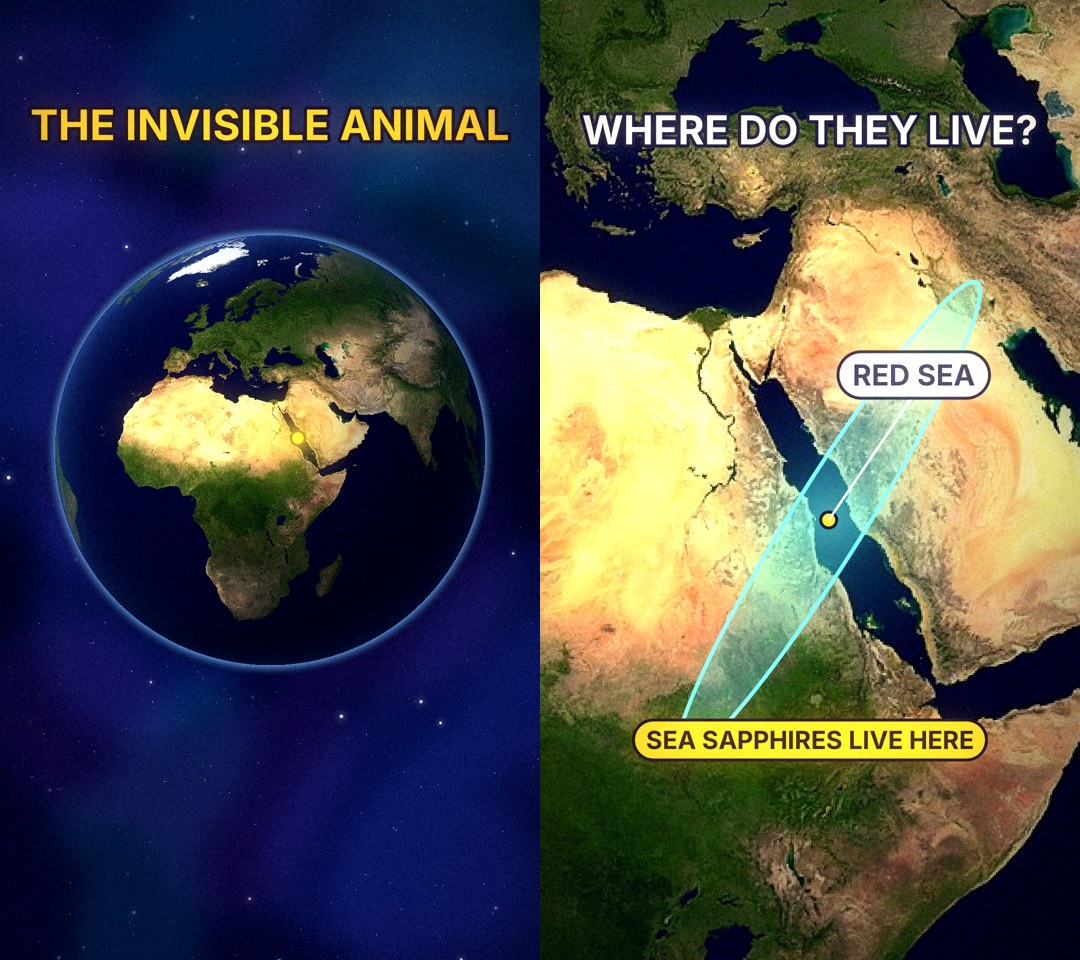 THE INVISIBLE ANIMAL
WHERE DO THEY LIVE?
RED SEA
SEA SAPPHIRES LIVE HERE